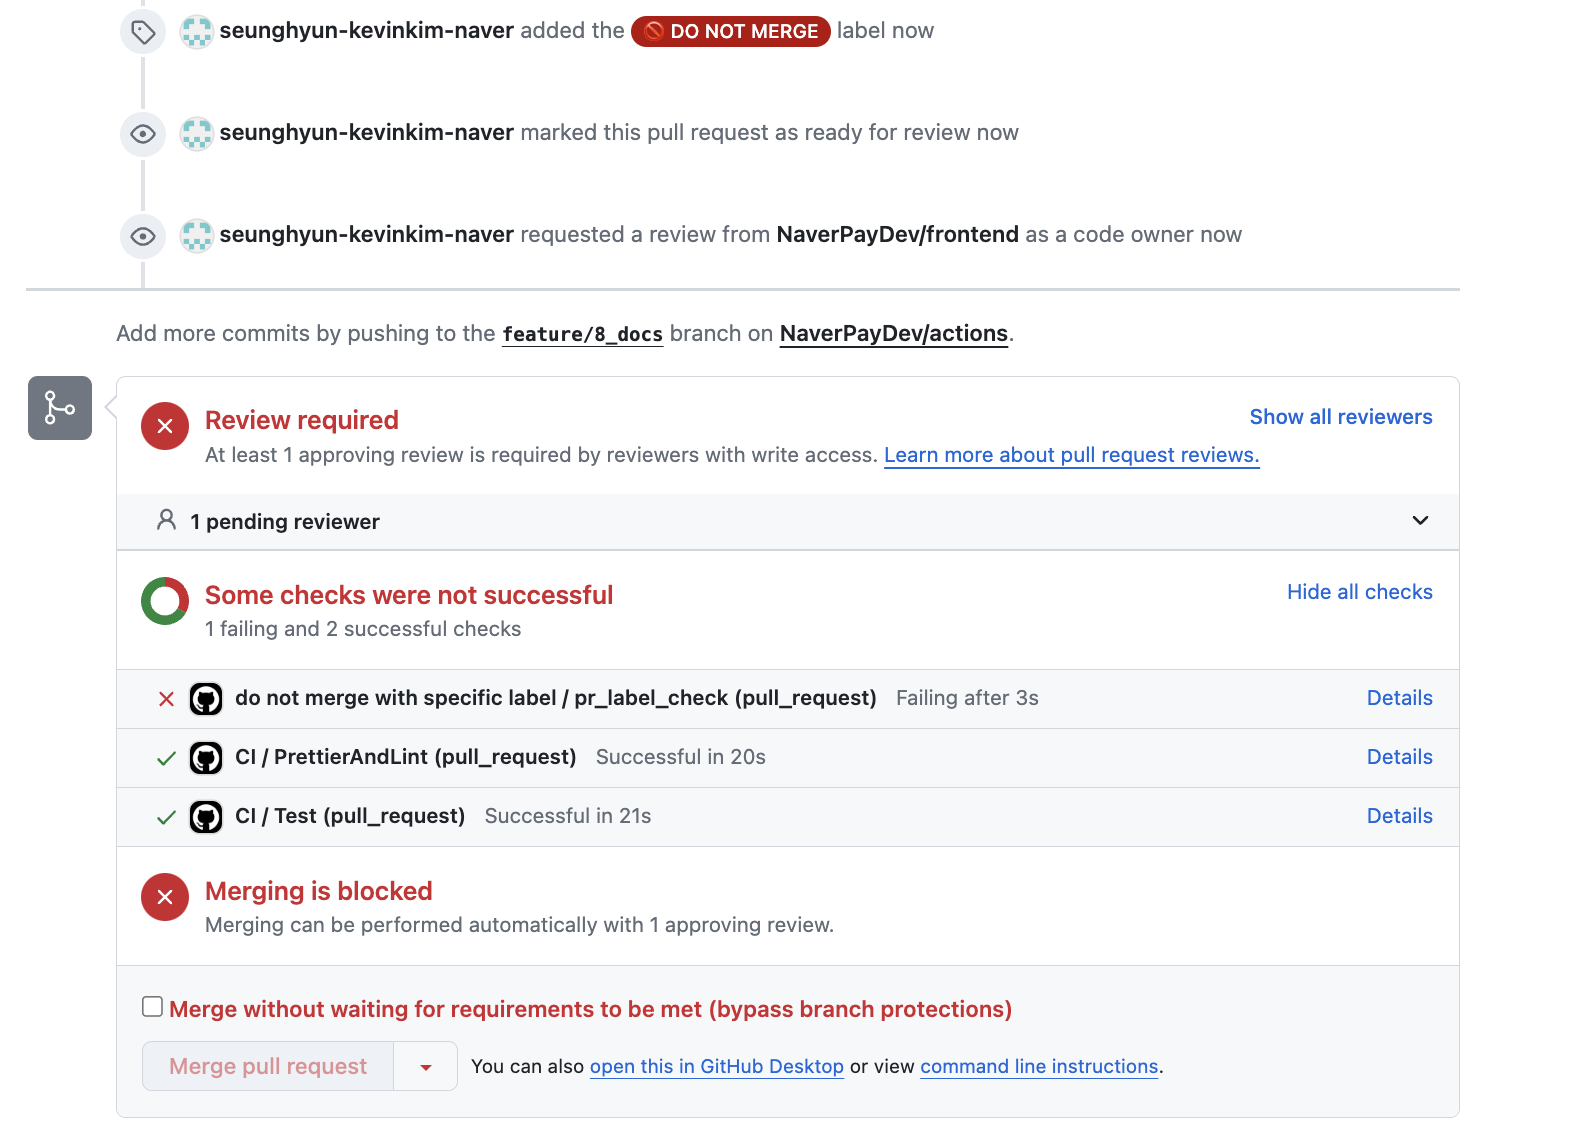 seunghyun-kevinkim-naver added the 🚫 DO NOT MERGE label now
seunghyun-kevinkim-naver marked this pull request as ready for review now
seunghyun-kevinkim-naver requested a review from NaverPayDev/frontend as a code owner now
Add more commits by pushing to the feature/8_docs branch on NaverPayDev/actions.
Review required
Show all reviewers
At least 1 approving review is required by reviewers with write access. Learn more about pull request reviews.
1 pending reviewer
Some checks were not successful
Hide all checks
1 failing and 2 successful checks
do not merge with specific label / pr_label_check (pull_request) Failing after 3s Details
CI / PrettierAndLint (pull_request) Successful in 20s Details
CI / Test (pull_request) Successful in 21s Details
Merging is blocked
Merging can be performed automatically with 1 approving review.
Merge without waiting for requirements to be met (bypass branch protections)
Merge pull request You can also open this in GitHub Desktop or view command line instructions.